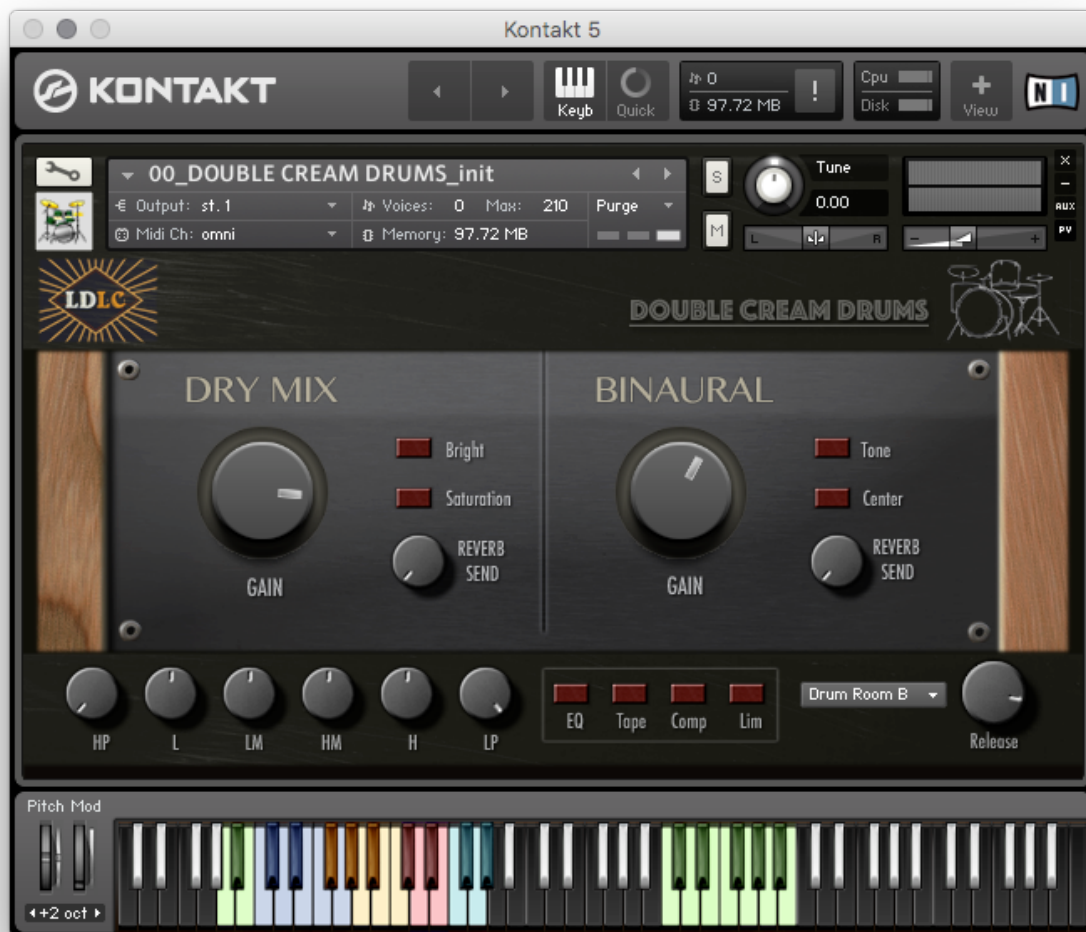 Kontakt 5
KONTAKT
Keyb
Quick
0
97.72 MB
!
Cpu
Disk
+
View
NI
00_DOUBLE CREAM DRUMS_init
Output: st.1
Voices: 0 Max: 210
Purge
Midi Ch: omni
Memory: 97.72 MB
S
M
Tune
0.00
L R
- +
x
-
AUX
PV
LDLC
DOUBLE CREAM DRUMS
DRY MIX
Bright
Saturation
REVERB
SEND
GAIN
BINAURAL
Tone
Center
REVERB
SEND
GAIN
HP L LM HM H LP
EQ Tape Comp Lim
Drum Room B
Release
Pitch Mod
+2 oct